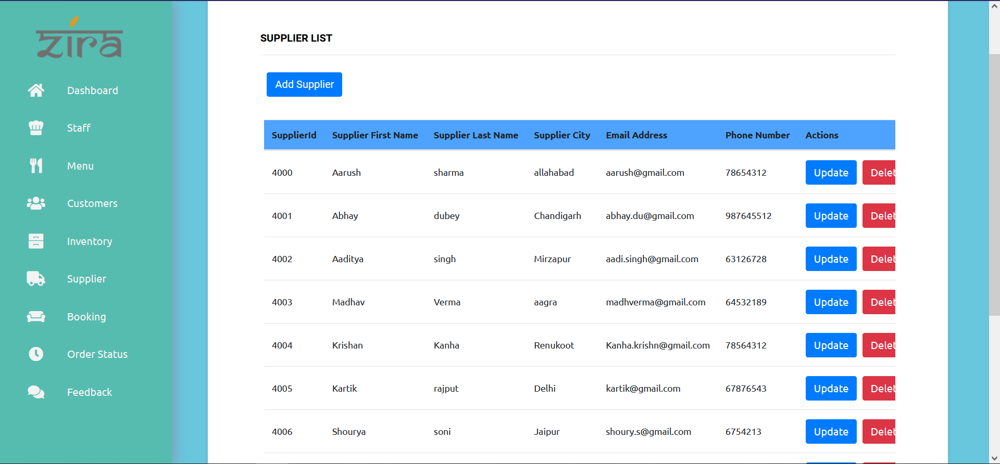 zira
Dashboard
Staff
Menu
Customers
Inventory
Supplier
Booking
Order Status
Feedback
SUPPLIER LIST
Add Supplier
SupplierId Supplier First Name Supplier Last Name Supplier City Email Address Phone Number Actions
4000 Aarush sharma allahabad aarush@gmail.com 78654312 Update Delet
4001 Abhay dubey Chandigarh abhay.du@gmail.com 987645512 Update Delet
4002 Aaditya singh Mirzapur aadi.singh@gmail.com 63126728 Update Delet
4003 Madhav Verma aagra madhverma@gmail.com 64532189 Update Delet
4004 Krishan Kanha Renukoot Kanha.krishn@gmail.com 78564312 Update Delet
4005 Kartik rajput Delhi kartik@gmail.com 67876543 Update Delet
4006 Shourya soni Jaipur shoury.s@gmail.com 6754213 Update Delet